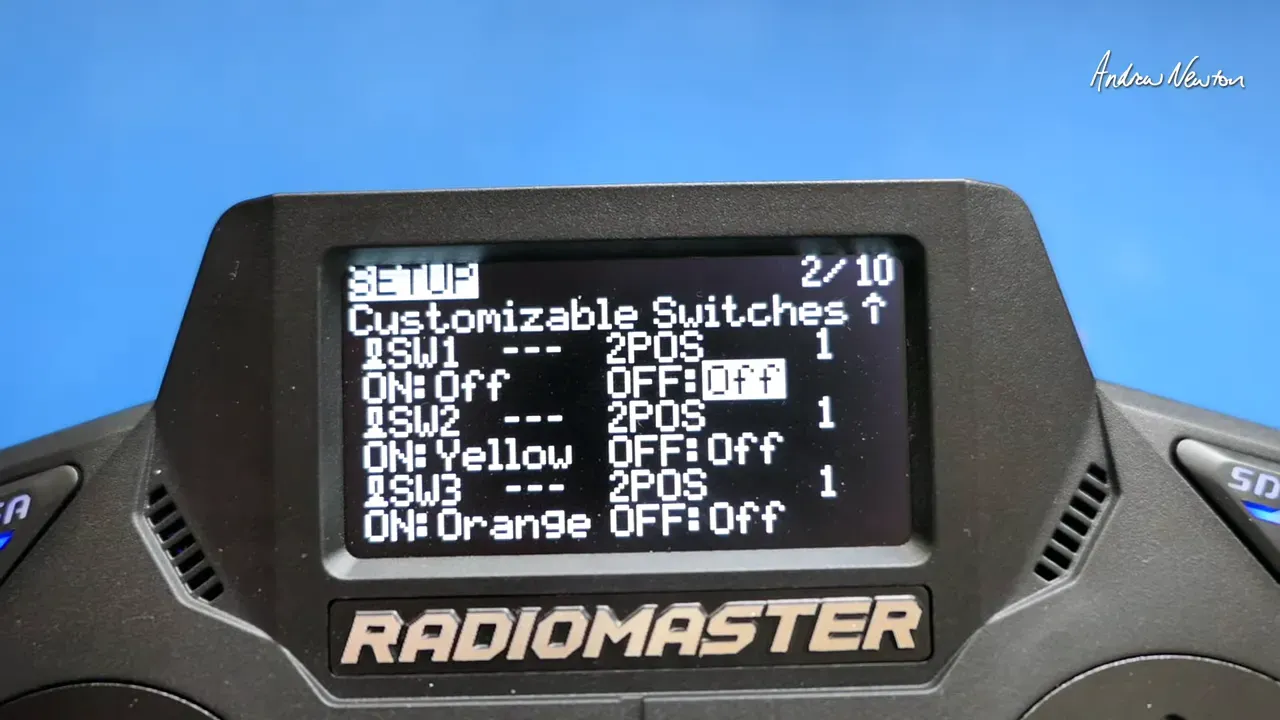 Andrew Newton
SETUP 2/10
Customizable Switches ↑
SW1 --- 2POS 1
ON:Off OFF:Off
SW2 --- 2POS 1
ON:Yellow OFF:Off
SW3 --- 2POS 1
ON:Orange OFF:Off
SD
RADIOMASTER